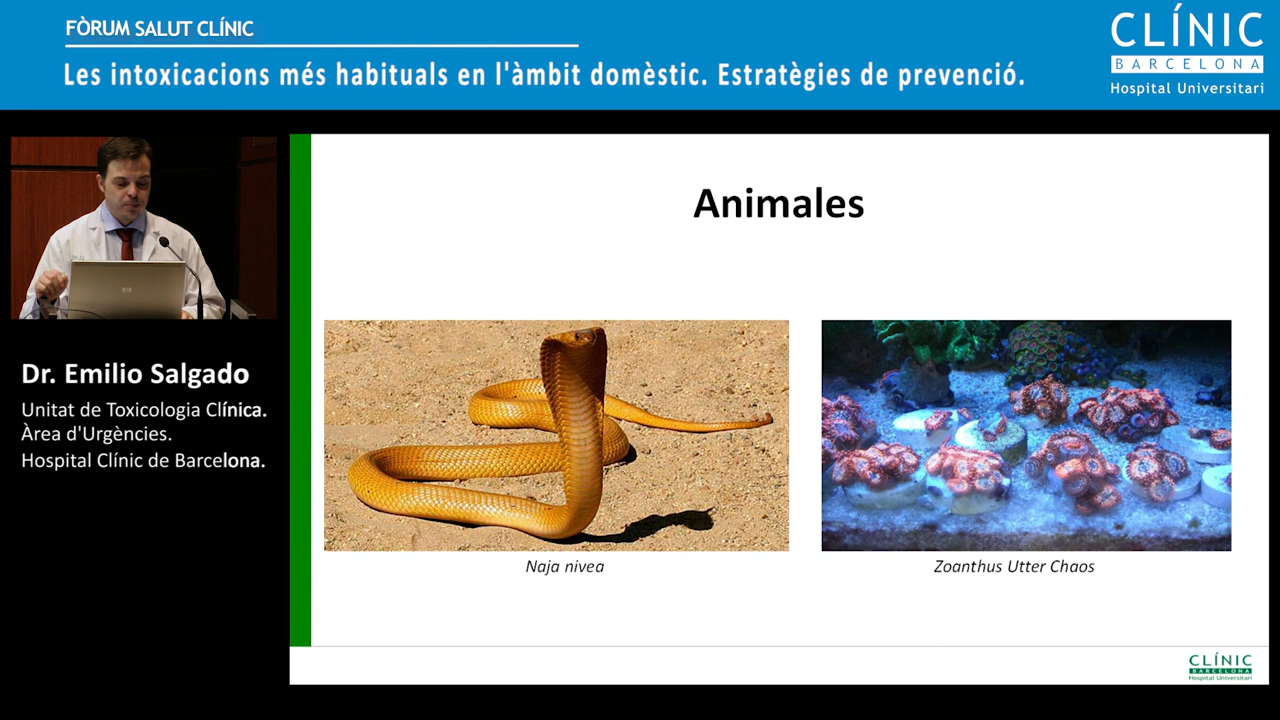 FÒRUM SALUT CLÍNIC
Les intoxicacions més habituals en l'àmbit domèstic. Estratègies de prevenció.
CLÍNIC
BARCELONA
Hospital Universitari
Dr. Emilio Salgado
Unitat de Toxicologia Clínica.
Àrea d'Urgències.
Hospital Clínic de Barcelona.
Animales
Naja nivea
Zoanthus Utter Chaos
CLÍNIC
BARCELONA
Hospital Universitari